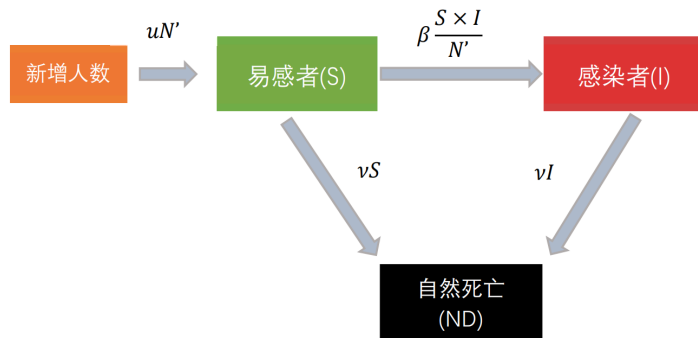 uN'
β S × I / N'
新增人数
易感者(S)
感染者(I)
νS
νI
自然死亡
(ND)